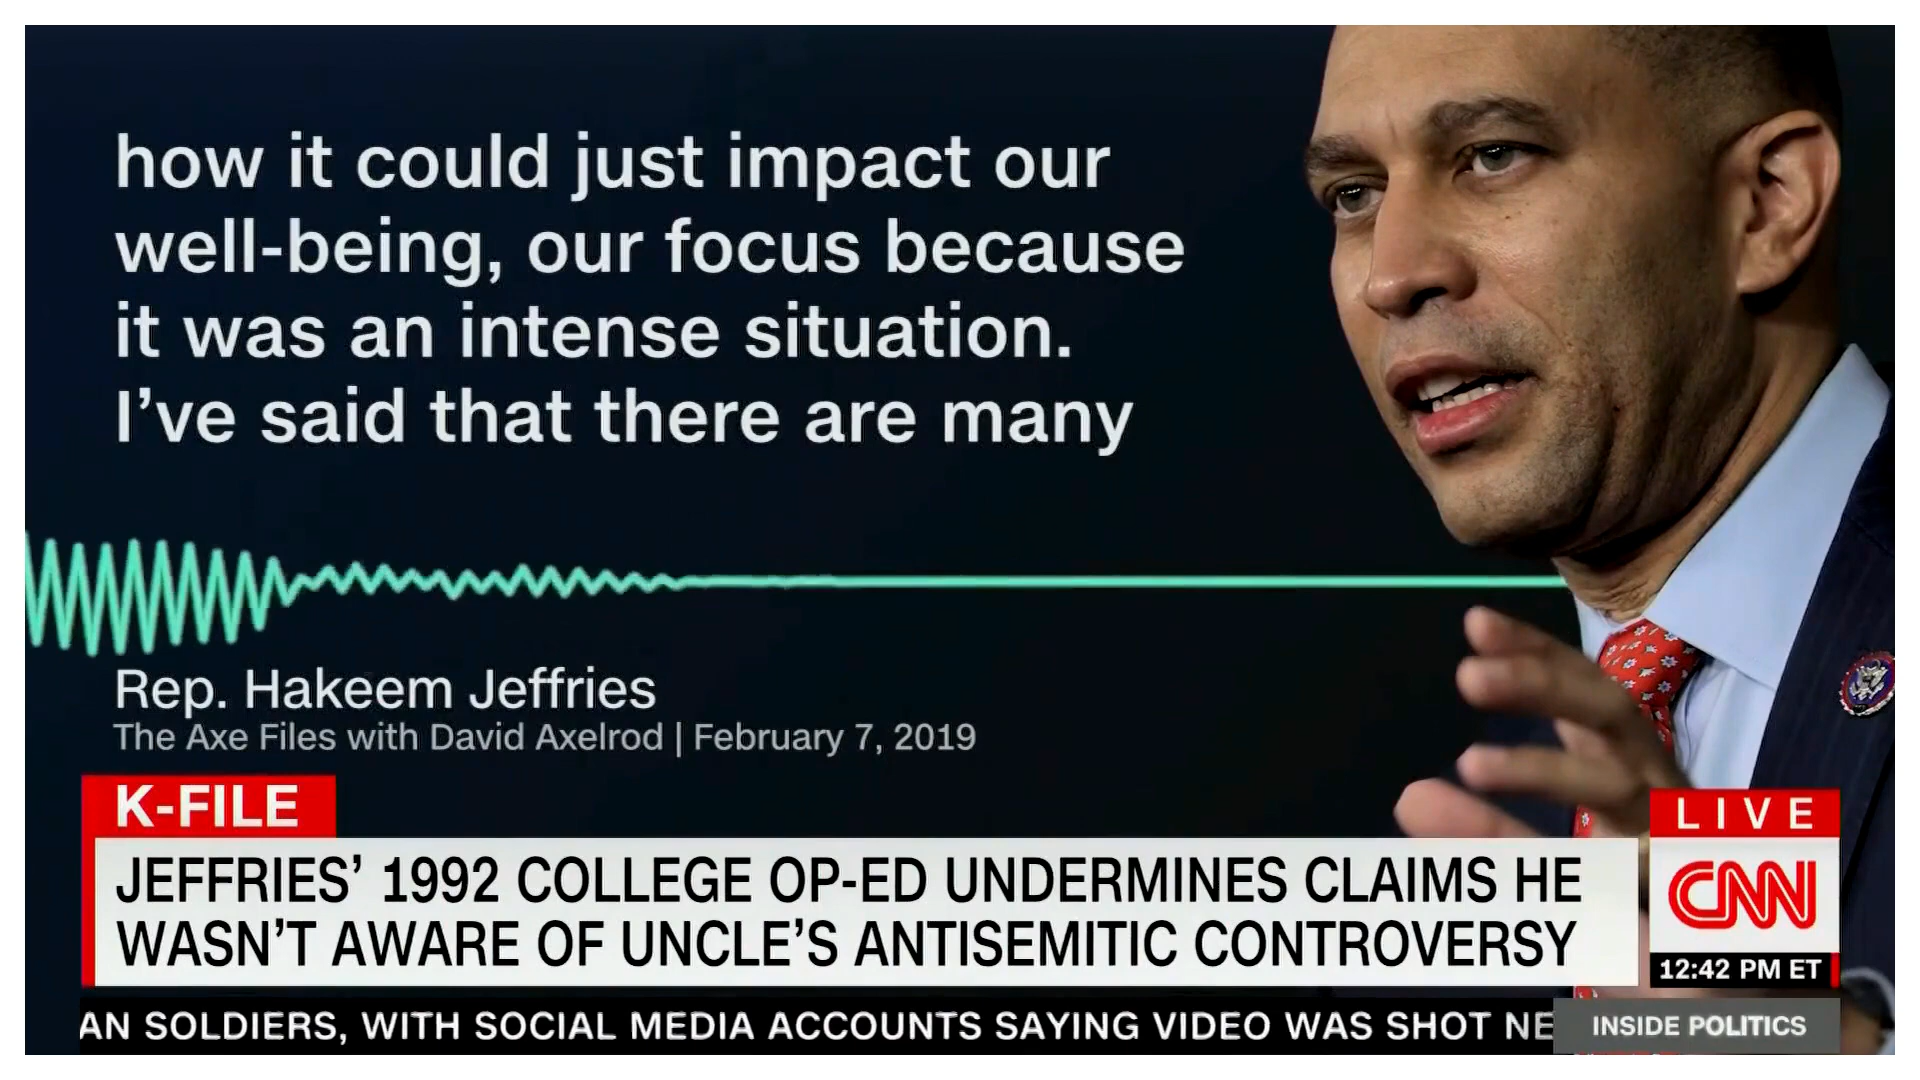 how it could just impact our
well-being, our focus because
it was an intense situation.
I've said that there are many
Rep. Hakeem Jeffries
The Axe Files with David Axelrod | February 7, 2019
K-FILE
JEFFRIES' 1992 COLLEGE OP-ED UNDERMINES CLAIMS HE
WASN'T AWARE OF UNCLE'S ANTISEMITIC CONTROVERSY
LIVE
CNN
12:42 PM ET
AN SOLDIERS, WITH SOCIAL MEDIA ACCOUNTS SAYING VIDEO WAS SHOT NE
INSIDE POLITICS